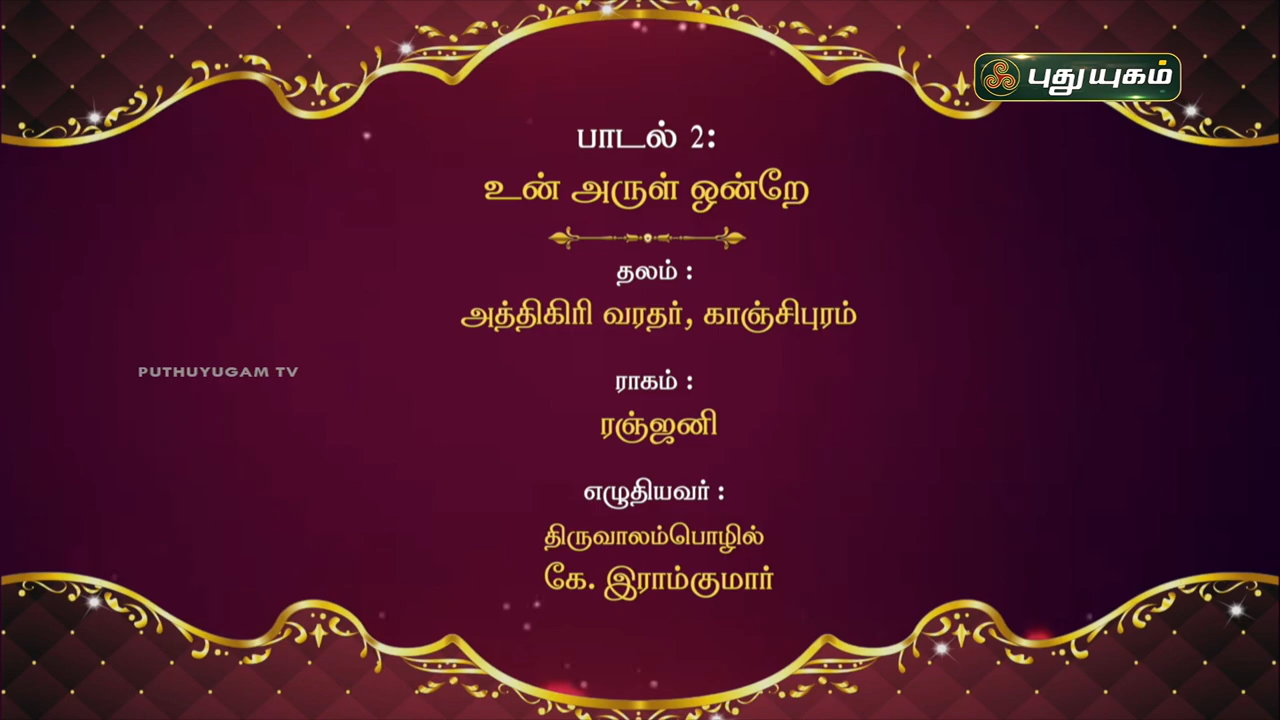 புதுயுகம்
பாடல் 2:
உன் அருள் ஒன்றே
தலம் :
அத்திகிரி வரதர், காஞ்சிபுரம்
PUTHUYUGAM TV
ராகம் :
ரஞ்ஜனி
எழுதியவர் :
திருவாலம்பொழில்
கே. இராம்குமார்